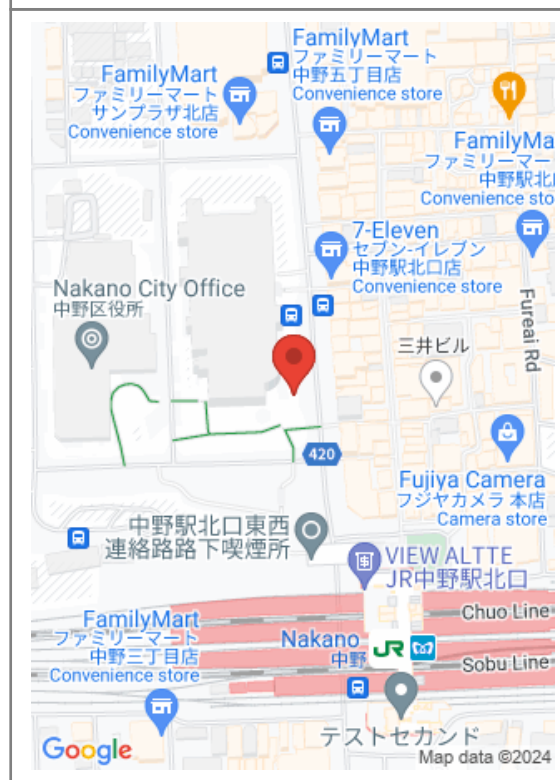 FamilyMart
ファミリーマート
中野五丁目店
Convenience store
FamilyMart
ファミリーマート
サンプラザ北店
Convenience store
FamilyMa
ファミリーマー
中野駅北
Convenience sto
7-Eleven
セブン-イレブン
中野駅北口店
Convenience store
Nakano City Office
中野区役所
Fureai Rd
三井ビル
420
Fujiya Camera
フジヤカメラ 本店
Camera store
中野駅北口東西
連絡路路下喫煙所
VIEW ALTTE
JR中野駅北口
Chuo Line
FamilyMart
ファミリーマート
中野三丁目店
Convenience store
Nakano
中野
JR
Sobu Line
テストセカンド
Google
Map data ©2024